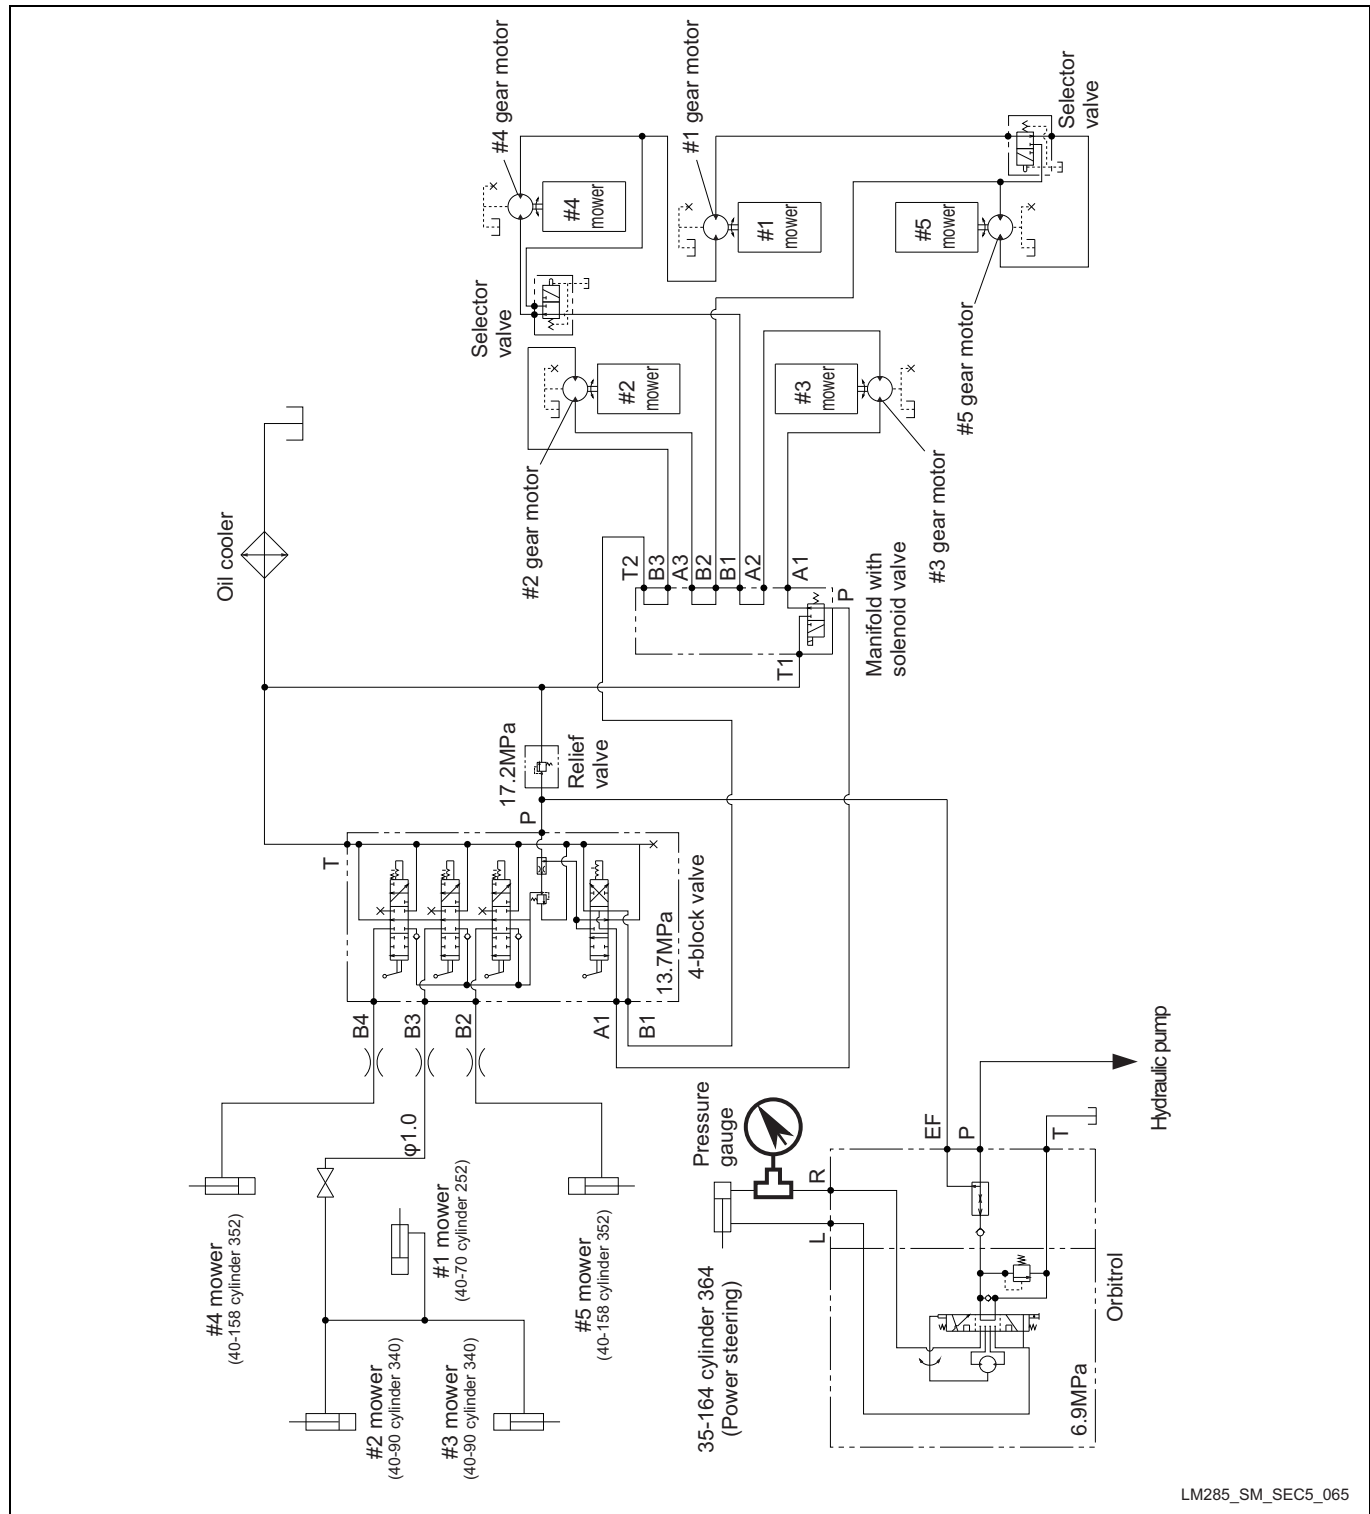 #4 gear motor
#1 gear motor
Selector
valve
#4
mower
#1
mower
#5
mower
Selector
valve
#2
mower
#3
mower
#5 gear motor
#2 gear motor
#3 gear motor
Oil cooler
T2
B3
A3
B2
B1
A2
A1
P
T1
Manifold with
solenoid valve
17.2MPa
Relief
valve
P
T
13.7MPa
4-block valve
B4
B3
B2
A1
B1
φ1.0
#4 mower
(40-158 cylinder 352)
#1 mower
(40-70 cylinder 252)
#5 mower
(40-158 cylinder 352)
#2 mower
(40-90 cylinder 340)
#3 mower
(40-90 cylinder 340)
Pressure
gauge
35-164 cylinder 364
(Power steering)
L
R
EF
P
T
Hydraulic pump
Orbitrol
6.9MPa
LM285_SM_SEC5_065